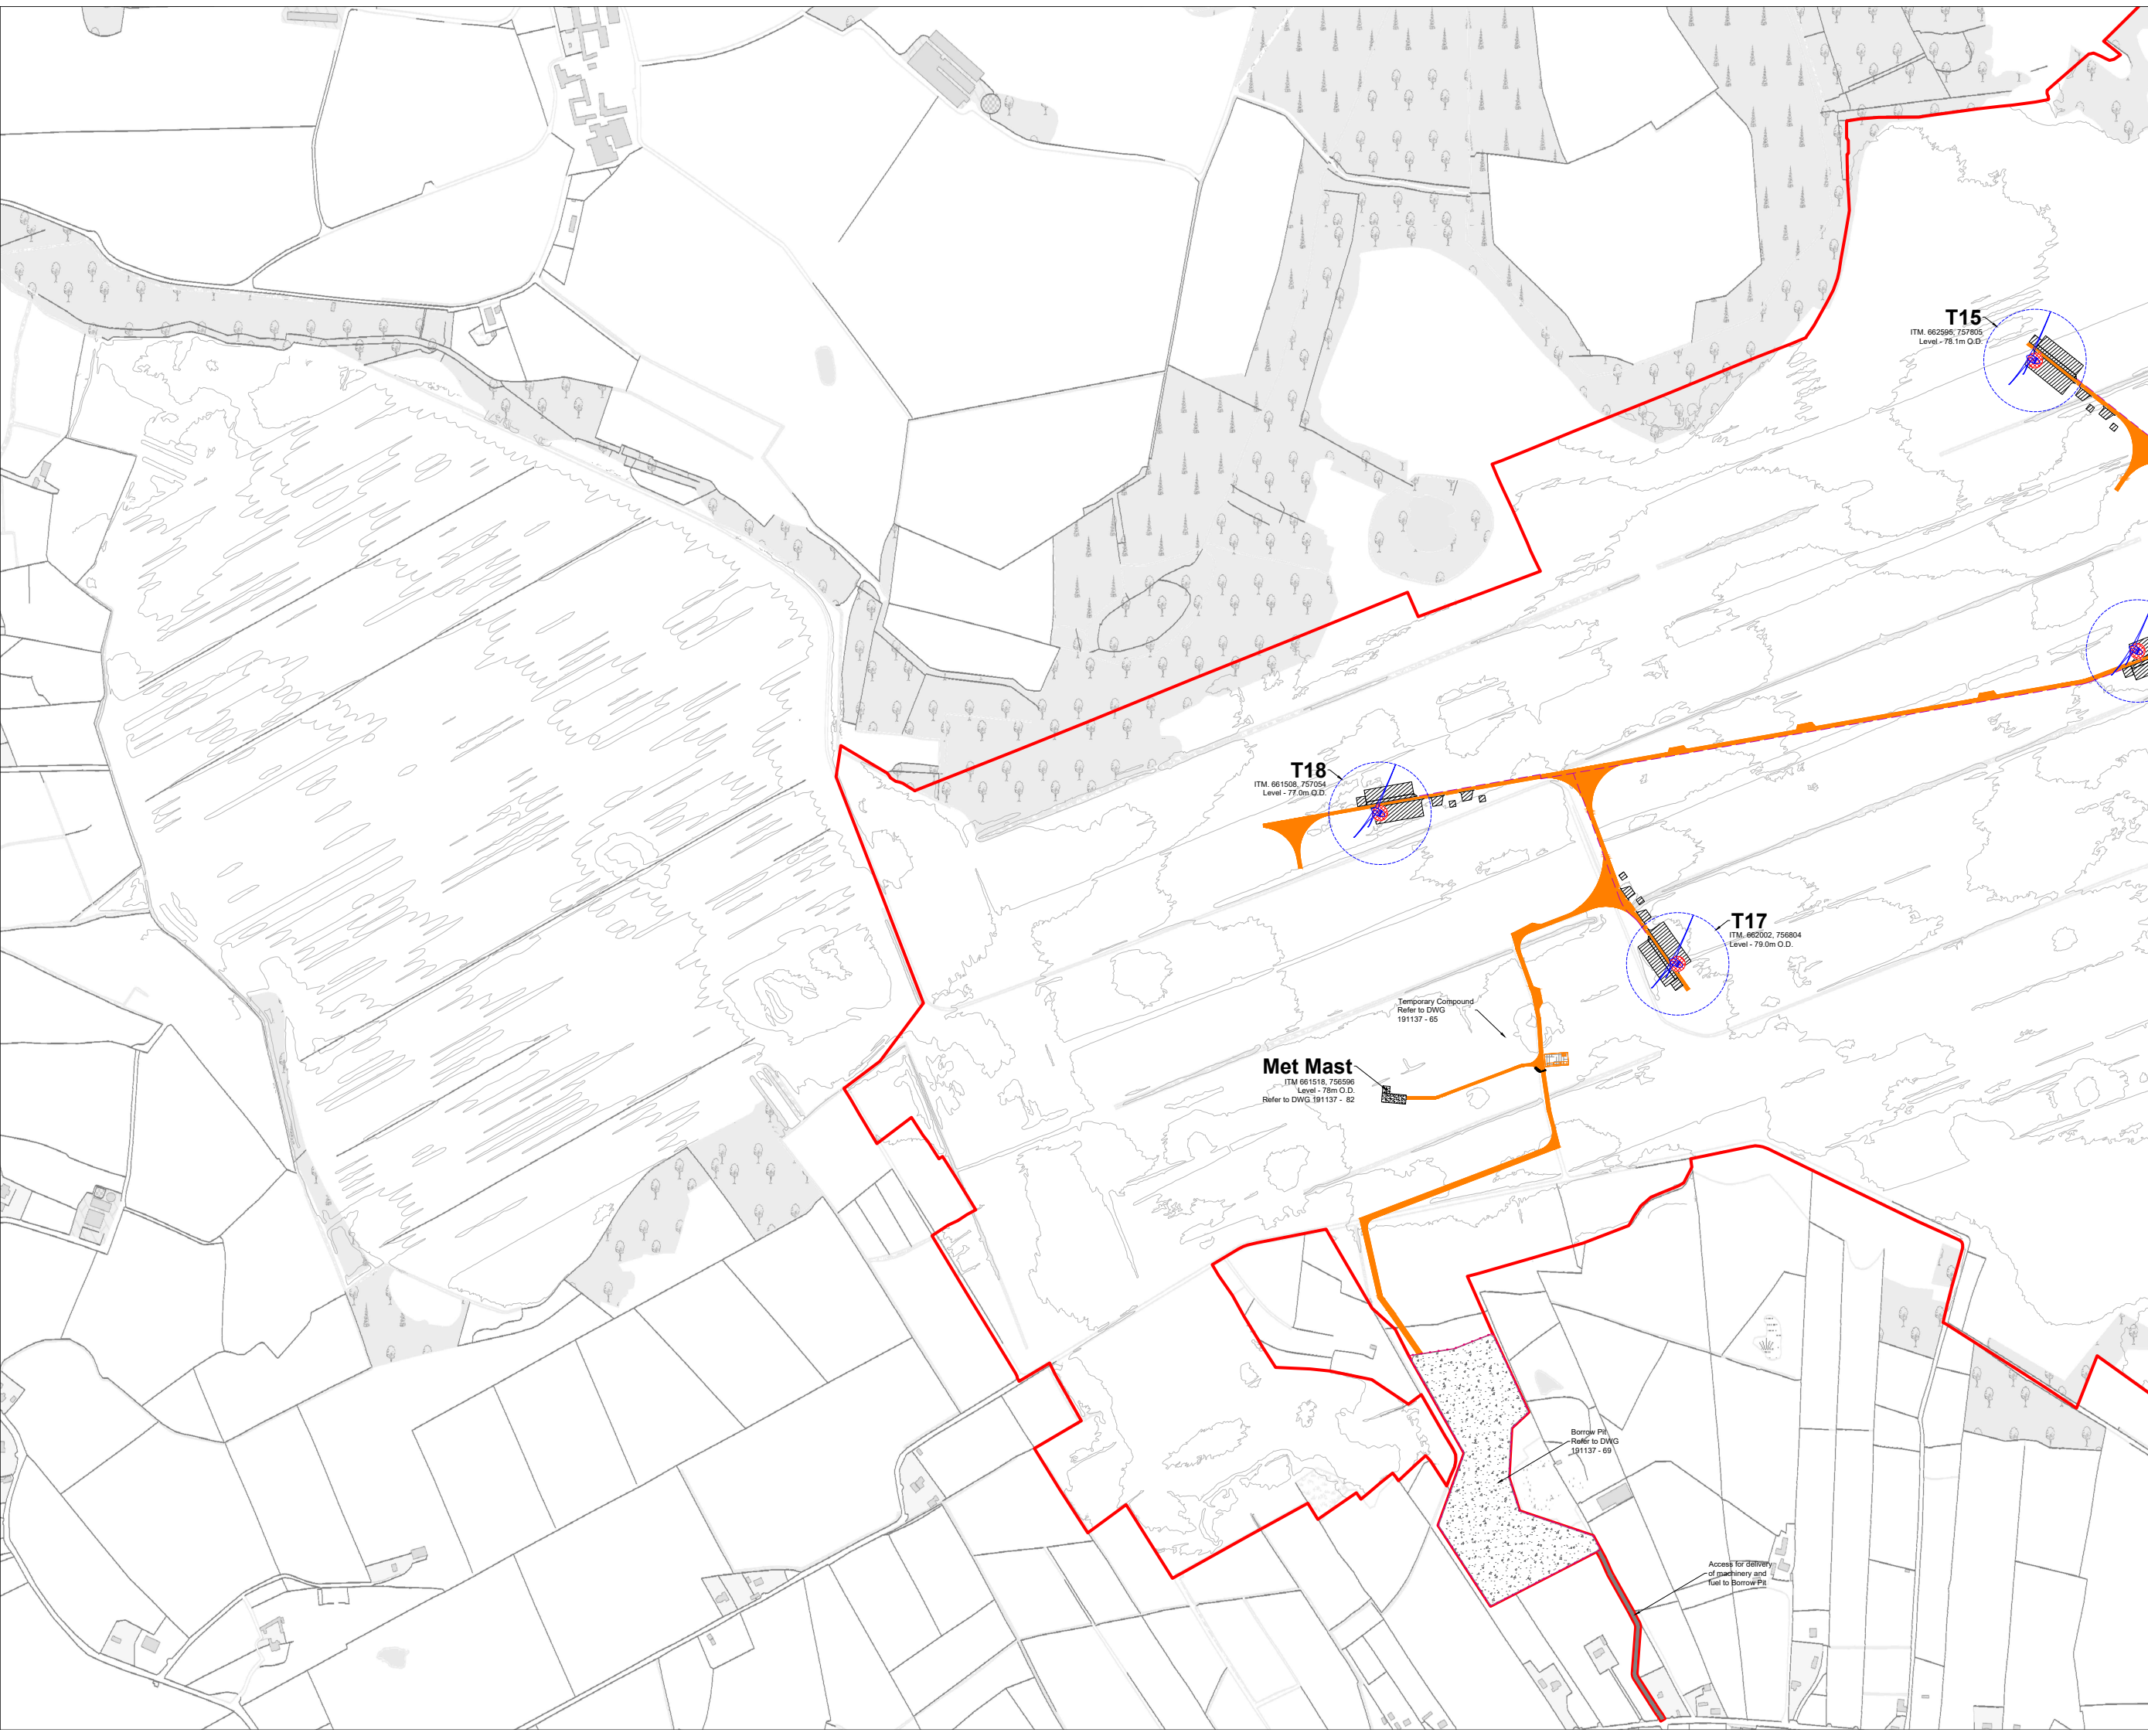 T15
ITM. 662595, 757805
Level - 78.1m O.D.
T18
ITM. 661508, 757054
Level - 77.0m O.D.
T17
ITM. 662002, 756804
Level - 79.0m O.D.
Temporary Compound
Refer to DWG
191137 - 65
Met Mast
ITM 661518, 756596
Level - 78m O.D.
Refer to DWG 191137 - 82
Borrow Pit
Refer to DWG
191137 - 69
Access for delivery
of machinery and
fuel to Borrow Pit